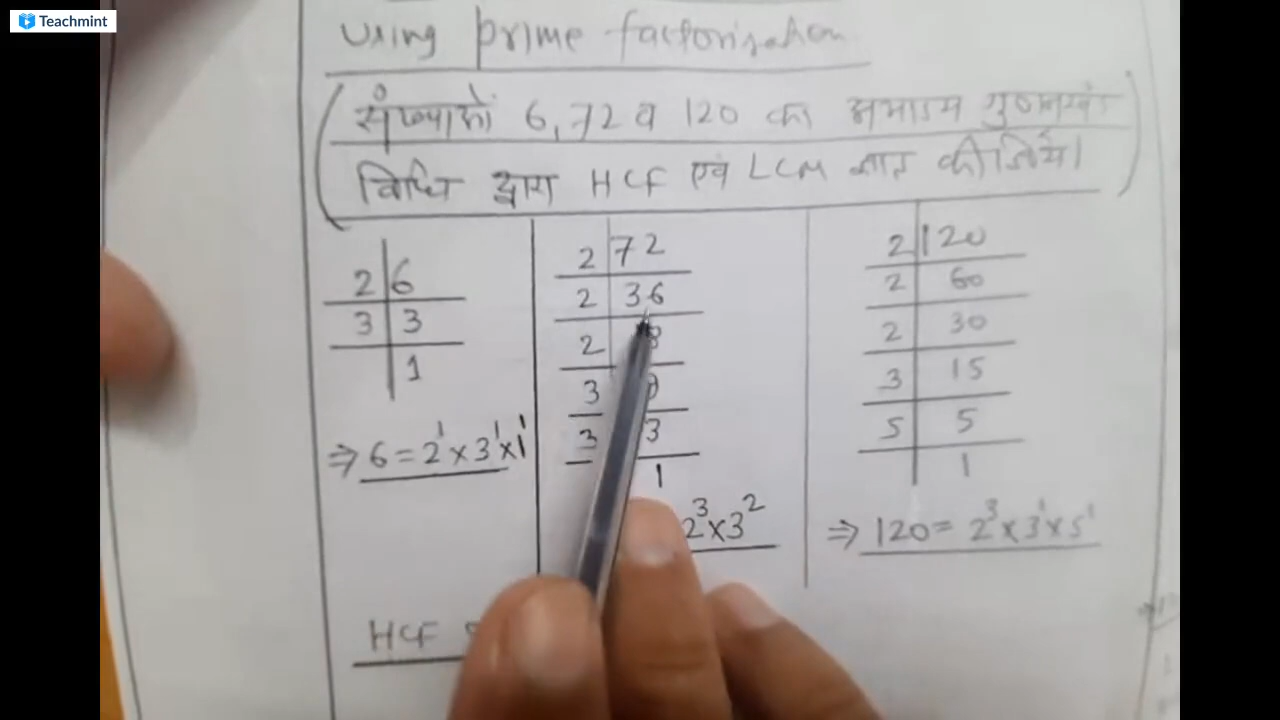 Teachmint
Using prime factorisation
(संख्याओं 6, 72 व 120 का अभाज्य गुणनखंड
विधि द्वारा HCF एवं LCM ज्ञात कीजिये।)
2 | 6
3 | 3
1
⇒ 6 = 2¹ × 3¹ × 1¹
2 | 72
2 | 36
2 | 8
3
3 | 3
1
2³ × 3²
2 | 120
2 | 60
2 | 30
3 | 15
5 | 5
1
⇒ 120 = 2³ × 3¹ × 5¹
HCF